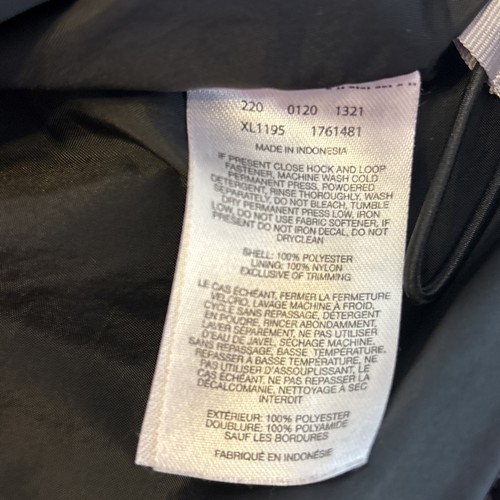 220 0120 1321
XL1195 1761481
MADE IN INDONESIA
IF PRESENT CLOSE HOOK AND LOOP
FASTENER, MACHINE WASH COLD
PERMANENT PRESS, POWDERED
DETERGENT, RINSE THOROUGHLY, WASH
SEPARATELY, DO NOT BLEACH, TUMBLE
DRY PERMANENT PRESS LOW, IRON
LOW, DO NOT USE FABRIC SOFTENER, IF
PRESENT DO NOT IRON DECAL, DO NOT
DRYCLEAN
SHELL: 100% POLYESTER
LINING: 100% NYLON
EXCLUSIVE OF TRIMMING
LE CAS ÉCHÉANT, FERMER LA FERMETURE
VELCRO, LAVAGE MACHINE À FROID,
CYCLE SANS REPASSAGE, DÉTERGENT
EN POUDRE, RINCER ABONDAMMENT,
LAVER SÉPARÉMENT, NE PAS UTILISER
D'EAU DE JAVEL, SÉCHAGE MACHINE,
SANS REPASSAGE, BASSE TEMPÉRATURE,
REPASSER À BASSE TEMPÉRATURE, NE
PAS UTILISER D'ASSOUPLISSANT, LE
CAS ÉCHÉANT, NE PAS REPASSER LA
DÉCALCOMANIE, NETTOYAGE À SEC
INTERDIT
EXTÉRIEUR: 100% POLYESTER
DOUBLURE: 100% POLYAMIDE
SAUF LES BORDURES
FABRIQUÉ EN INDONÉSIE